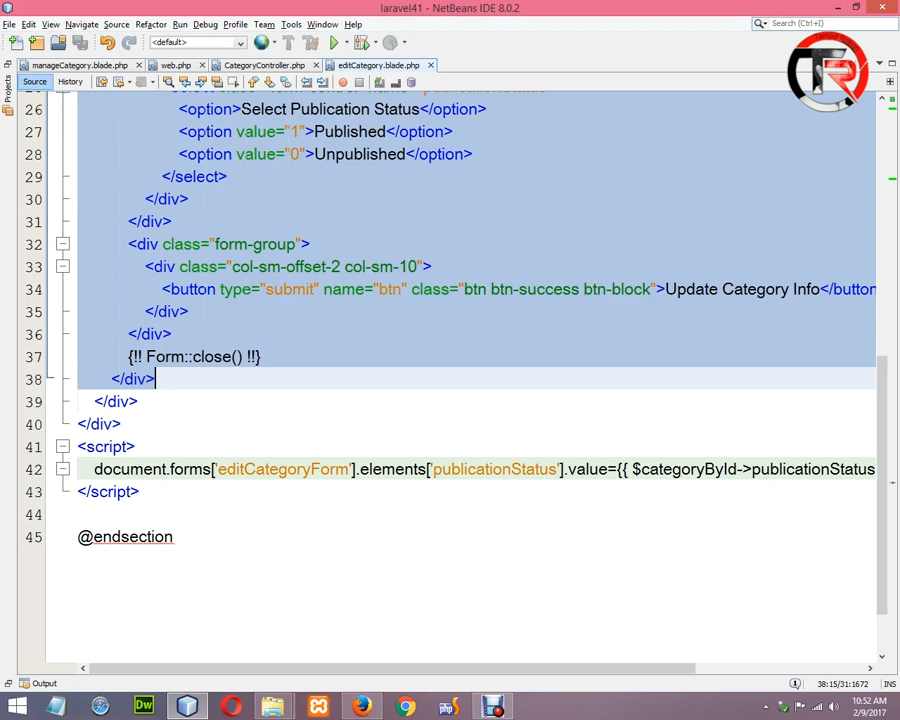 laravel41 - NetBeans IDE 8.0.2
File Edit View Navigate Source Refactor Run Debug Profile Team Tools Window Help
Search (Ctrl+I)
<default>
manageCategory.blade.php web.php CategoryController.php editCategory.blade.php
Source History
Projects
26 <option>Select Publication Status</option>
27 <option value="1">Published</option>
28 <option value="0">Unpublished</option>
29 </select>
30 </div>
31 </div>
32 <div class="form-group">
33 <div class="col-sm-offset-2 col-sm-10">
34 <button type="submit" name="btn" class="btn btn-success btn-block">Update Category Info</button
35 </div>
36 </div>
37 {!! Form::close() !!}
38 </div>
39 </div>
40 </div>
41 <script>
42 document.forms['editCategoryForm'].elements['publicationStatus'].value={{ $categoryById->publicationStatus
43 </script>
44
45 @endsection
Output
38:15/31:1672 INS
Dw
10:52 AM
2/9/2017